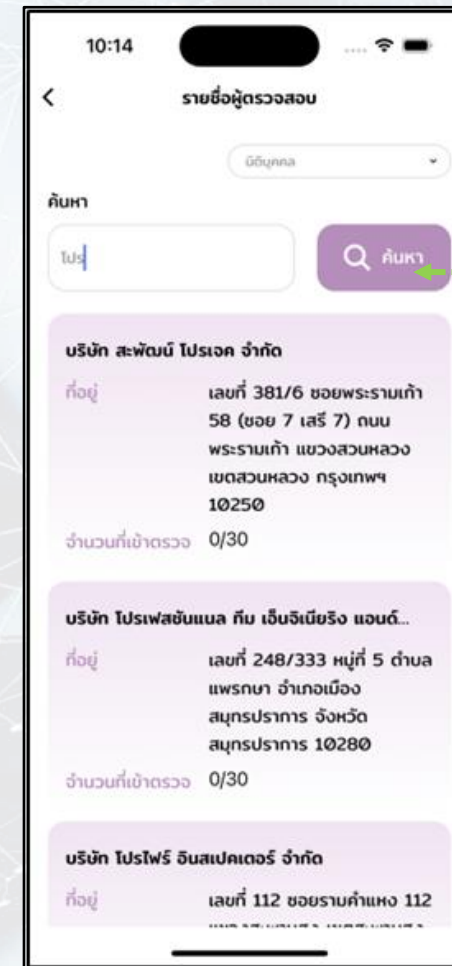 10:14
รายชื่อผู้ตรวจสอบ
นิติบุคคล
ค้นหา
โปร
ค้นหา
บริษัท สะพัฒน์ โปรเจค จำกัด
ที่อยู่
เลขที่ 381/6 ซอยพระรามเก้า
58 (ซอย 7 เสรี 7) ถนน
พระรามเก้า แขวงสวนหลวง
เขตสวนหลวง กรุงเทพฯ
10250
จำนวนที่เข้าตรวจ 0/30
บริษัท โปรเฟสชันแนล ทีม เอ็นจิเนียริง แอนด์...
ที่อยู่
เลขที่ 248/333 หมู่ที่ 5 ตำบล
แพรกษา อำเภอเมือง
สมุทรปราการ จังหวัด
สมุทรปราการ 10280
จำนวนที่เข้าตรวจ 0/30
บริษัท โปรไฟร์ อินสเปคเตอร์ จำกัด
ที่อยู่
เลขที่ 112 ซอยรามคำแหง 112